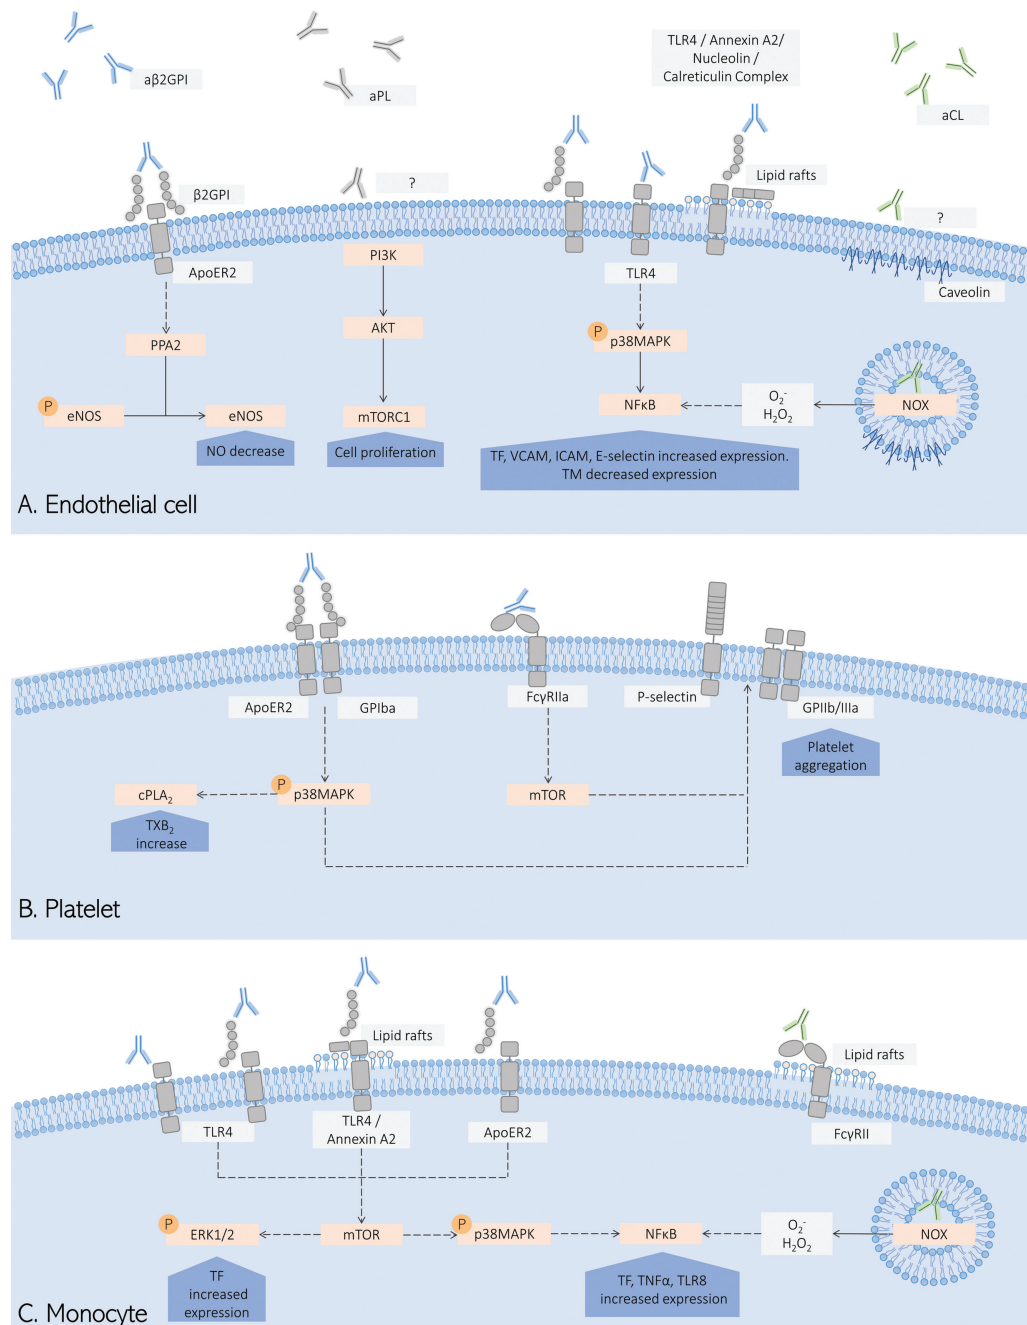 aβ2GPI
aPL
TLR4 / Annexin A2/
Nucleolin /
Calreticulin Complex
aCL
β2GPI
?
Lipid rafts
?
ApoER2
PI3K
TLR4
Caveolin
PPA2
AKT
P
p38MAPK
P
eNOS
eNOS
mTORC1
NFκB
O2-
H2O2
NOX
NO decrease
Cell proliferation
TF, VCAM, ICAM, E-selectin increased expression.
TM decreased expression
A. Endothelial cell
ApoER2
GPIba
FcγRIIa
P-selectin
GPIIb/IIIa
Platelet
aggregation
cPLA2
P
p38MAPK
mTOR
TXB2
increase
B. Platelet
Lipid rafts
Lipid rafts
TLR4
TLR4 /
Annexin A2
ApoER2
FcγRII
P
ERK1/2
mTOR
P
p38MAPK
NFκB
O2-
H2O2
NOX
TF
increased
expression
TF, TNFα, TLR8
increased expression
C. Monocyte